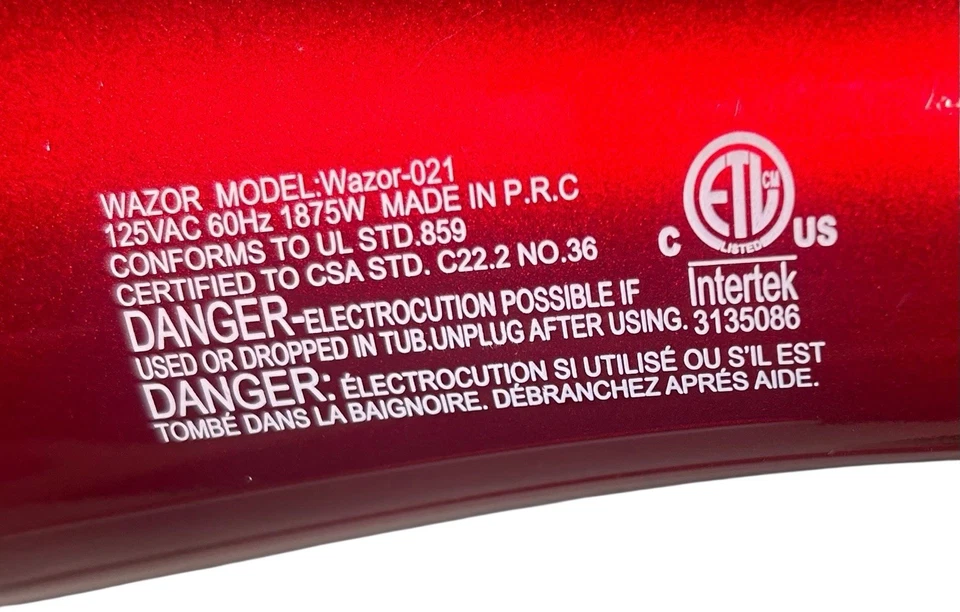 WAZOR MODEL:Wazor-021
125VAC 60Hz 1875W MADE IN P.R.C
CONFORMS TO UL STD.859
CERTIFIED TO CSA STD. C22.2 NO.36
DANGER-ELECTROCUTION POSSIBLE IF
USED OR DROPPED IN TUB.UNPLUG AFTER USING.
DANGER: ÉLECTROCUTION SI UTILISÉ OU S'IL EST
TOMBÉ DANS LA BAIGNOIRE. DÉBRANCHEZ APRÉS AIDE.
ETL CM
LISTED
C US
Intertek
3135086